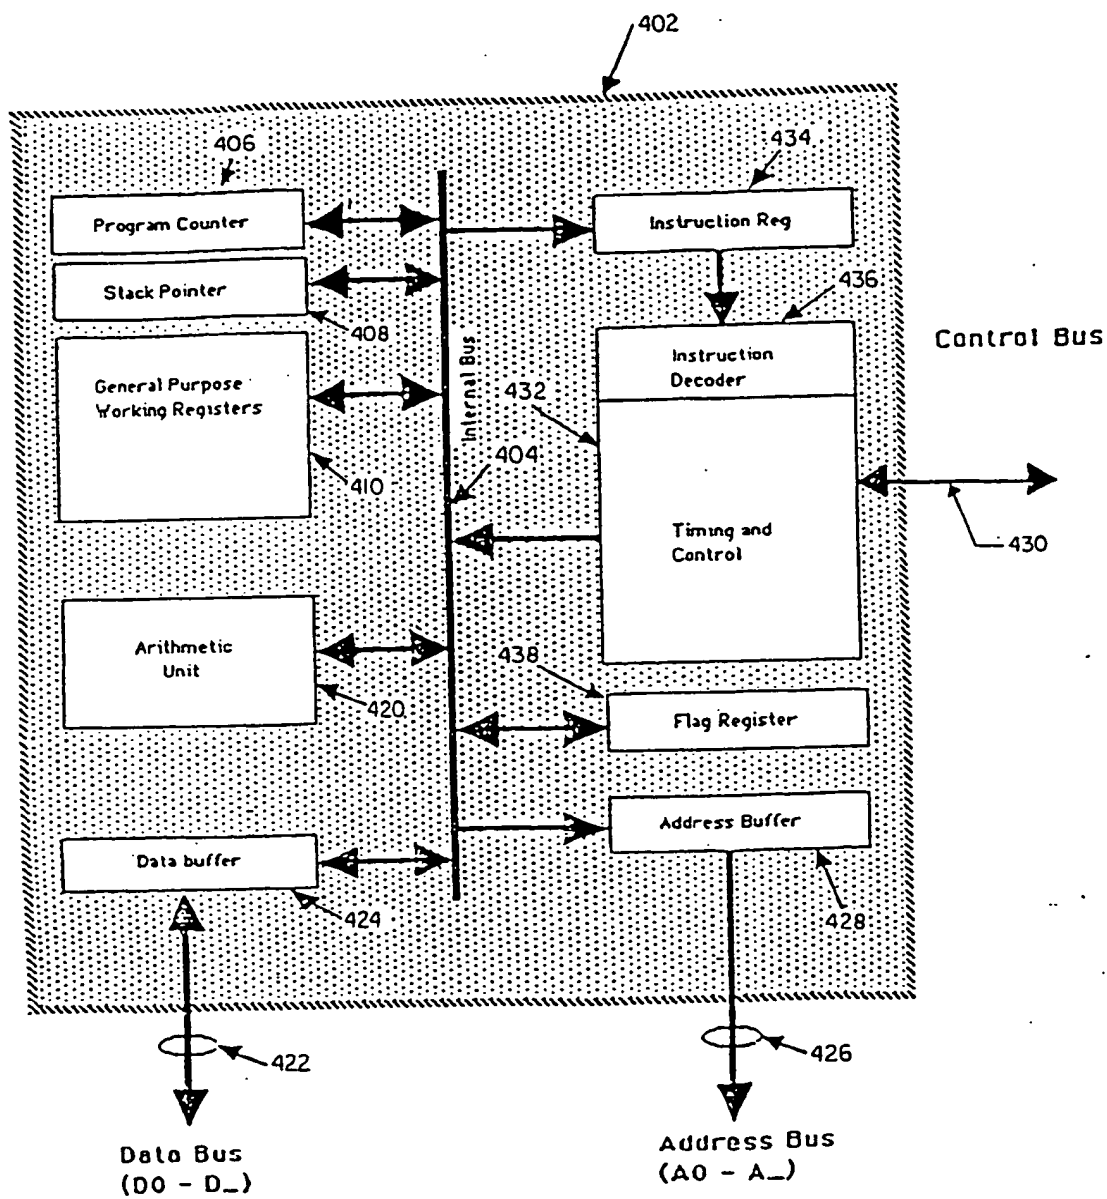 402
406
434
Program Counter
Instruction Reg
Stack Pointer
436
408
Control Bus
General Purpose
Working Registers
Internal Bus
Instruction
Decoder
432
404
410
Timing and
Control
430
Arithmetic
Unit
438
420
Flag Register
Address Buffer
Data buffer
424
428
422
426
Data Bus
(D0 - D_)
Address Bus
(A0 - A_)